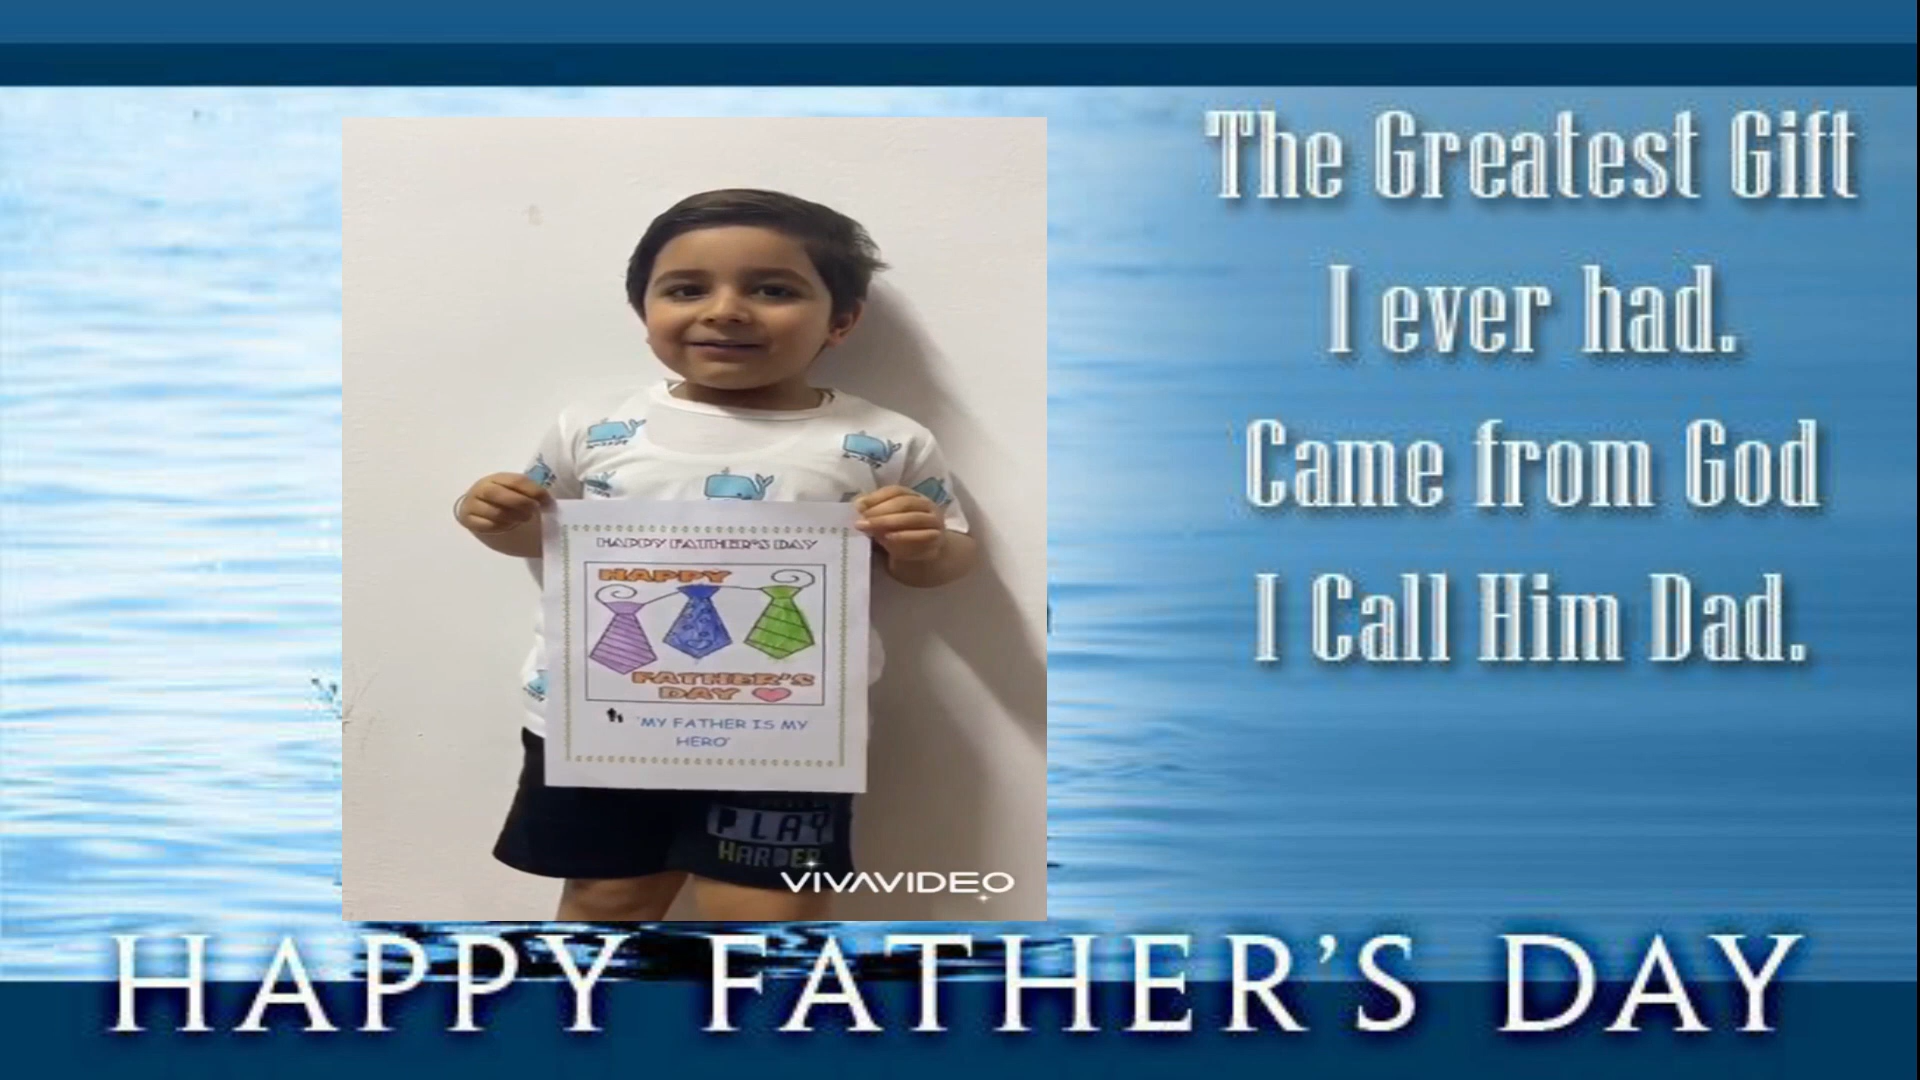 The Greatest Gift
I ever had.
Came from God
I Call Him Dad.
HAPPY FATHER'S DAY
HAPPY
FATHER'S
DAY
'MY FATHER IS MY
HERO'
PLAY
HARDER
VIVAVIDEO
HAPPY FATHER'S DAY